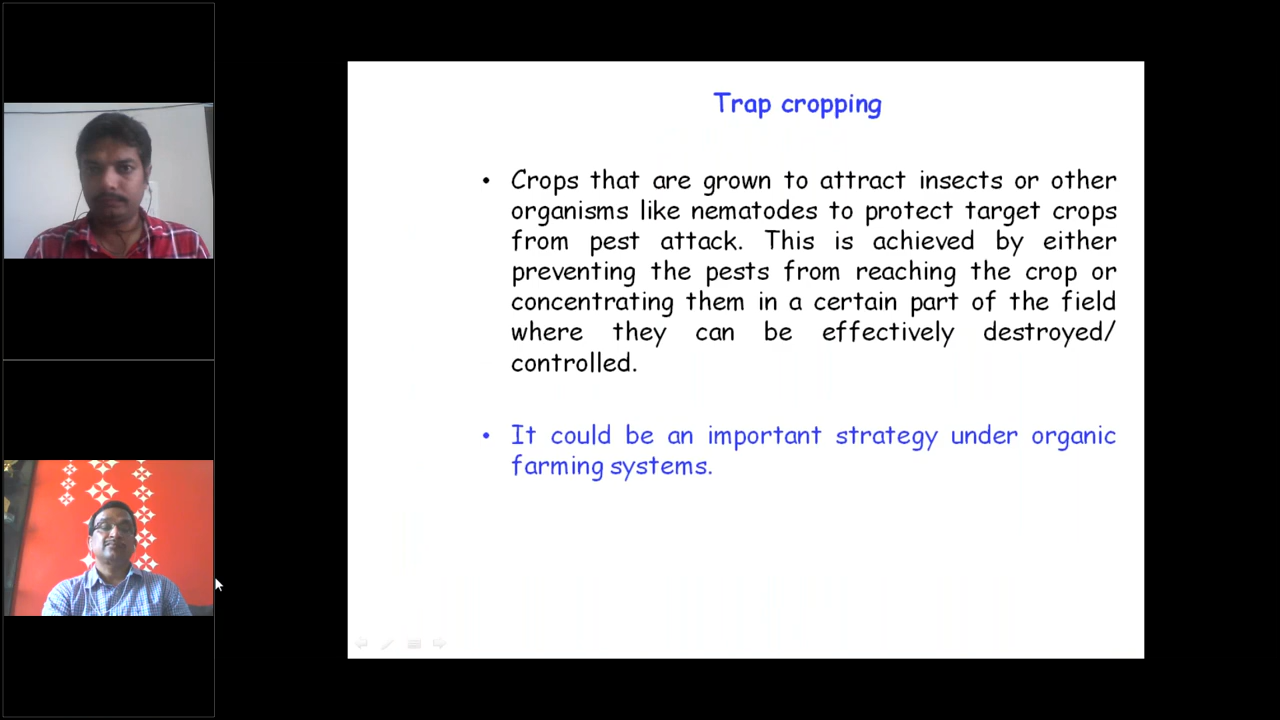 Trap cropping
• Crops that are grown to attract insects or other
organisms like nematodes to protect target crops
from pest attack. This is achieved by either
preventing the pests from reaching the crop or
concentrating them in a certain part of the field
where they can be effectively destroyed/
controlled.
• It could be an important strategy under organic
farming systems.